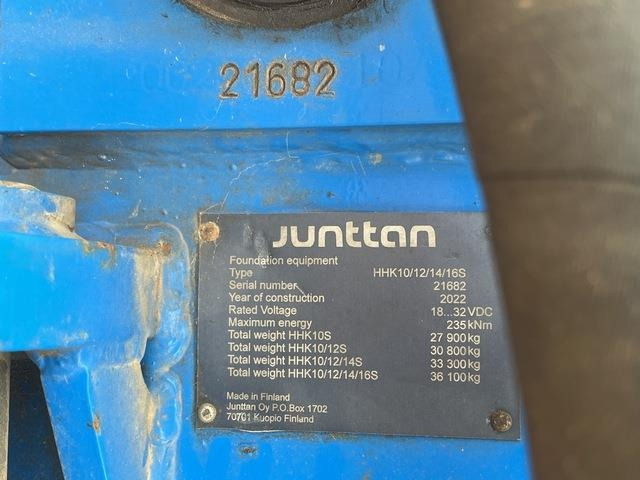 21682
JUNTTAN
Foundation equipment
Type HHK10/12/14/16S
Serial number 21682
Year of construction 2022
Rated Voltage 18...32VDC
Maximum energy 235kNm
Total weight HHK10S 27 900kg
Total weight HHK10/12S 30 800kg
Total weight HHK10/12/14S 33 300kg
Total weight HHK10/12/14/16S 36 100kg
Made in Finland
Junttan Oy P.O.Box 1702
70701 Kuopio Finland